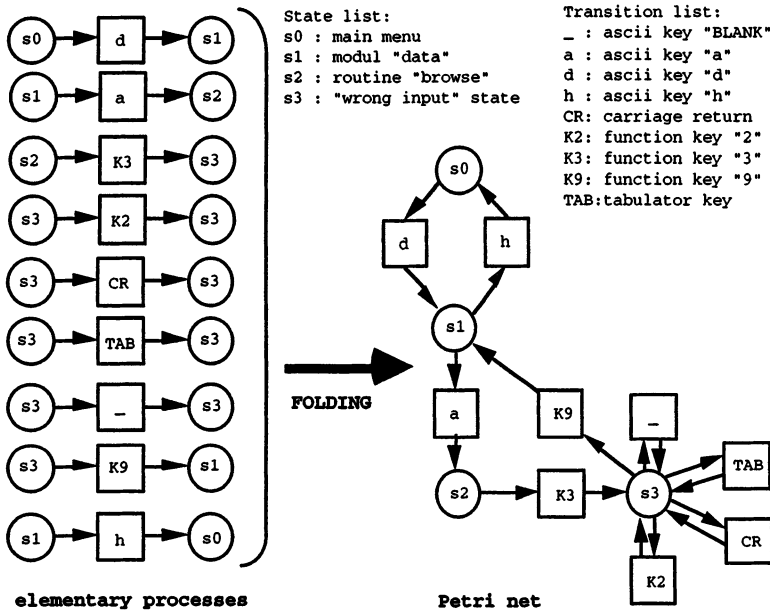 s0 d s1
s1 a s2
s2 K3 s3
s3 K2 s3
s3 CR s3
s3 TAB s3
s3 _ s3
s3 K9 s1
s1 h s0
elementary processes
State list:
s0 : main menu
s1 : modul "data"
s2 : routine "browse"
s3 : "wrong input" state
Transition list:
_ : ascii key "BLANK"
a : ascii key "a"
d : ascii key "d"
h : ascii key "h"
CR: carriage return
K2: function key "2"
K3: function key "3"
K9: function key "9"
TAB:tabulator key
FOLDING
s0
d h
s1
a K9 _
TAB
s2 K3 s3
CR
K2
Petri net